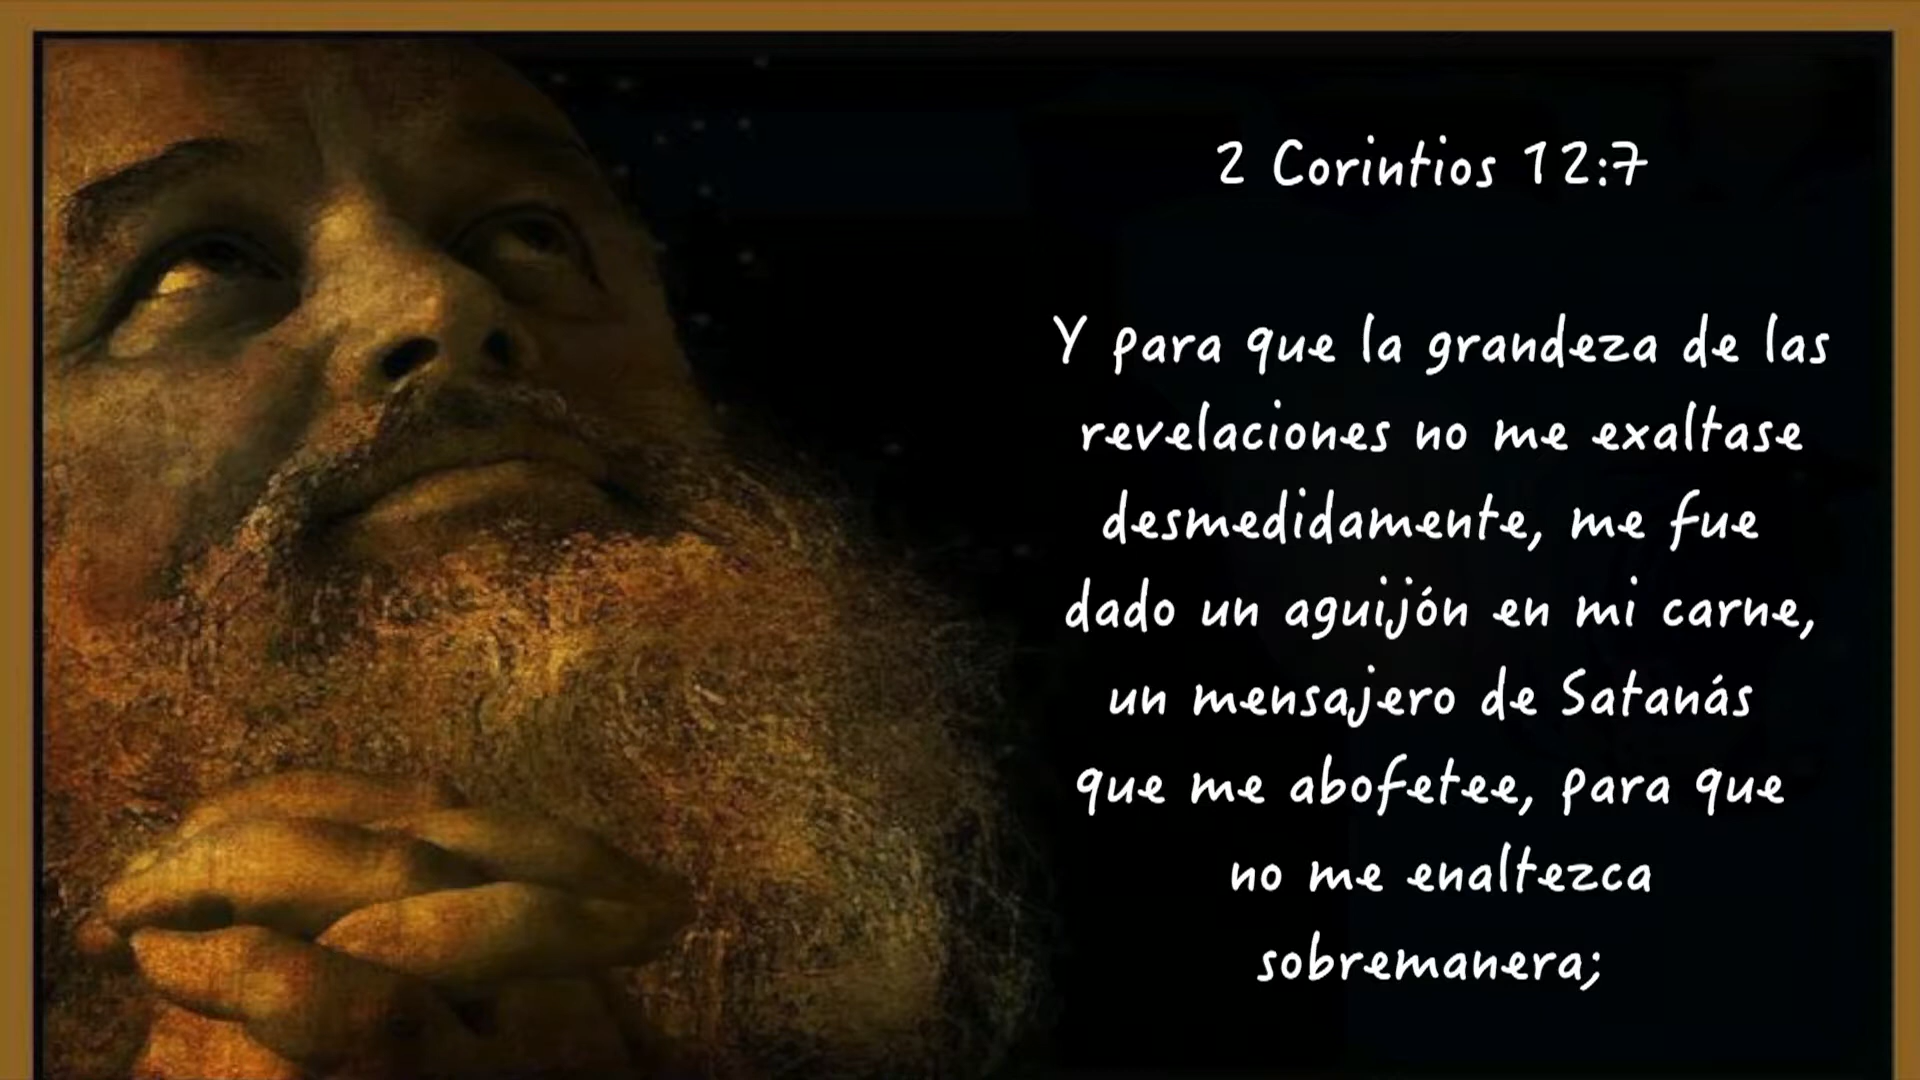 2 Corintios 12:7
Y para que la grandeza de las
revelaciones no me exaltase
desmedidamente, me fue
dado un aguijón en mi carne,
un mensajero de Satanás
que me abofetee, para que
no me enaltezca
sobremanera;